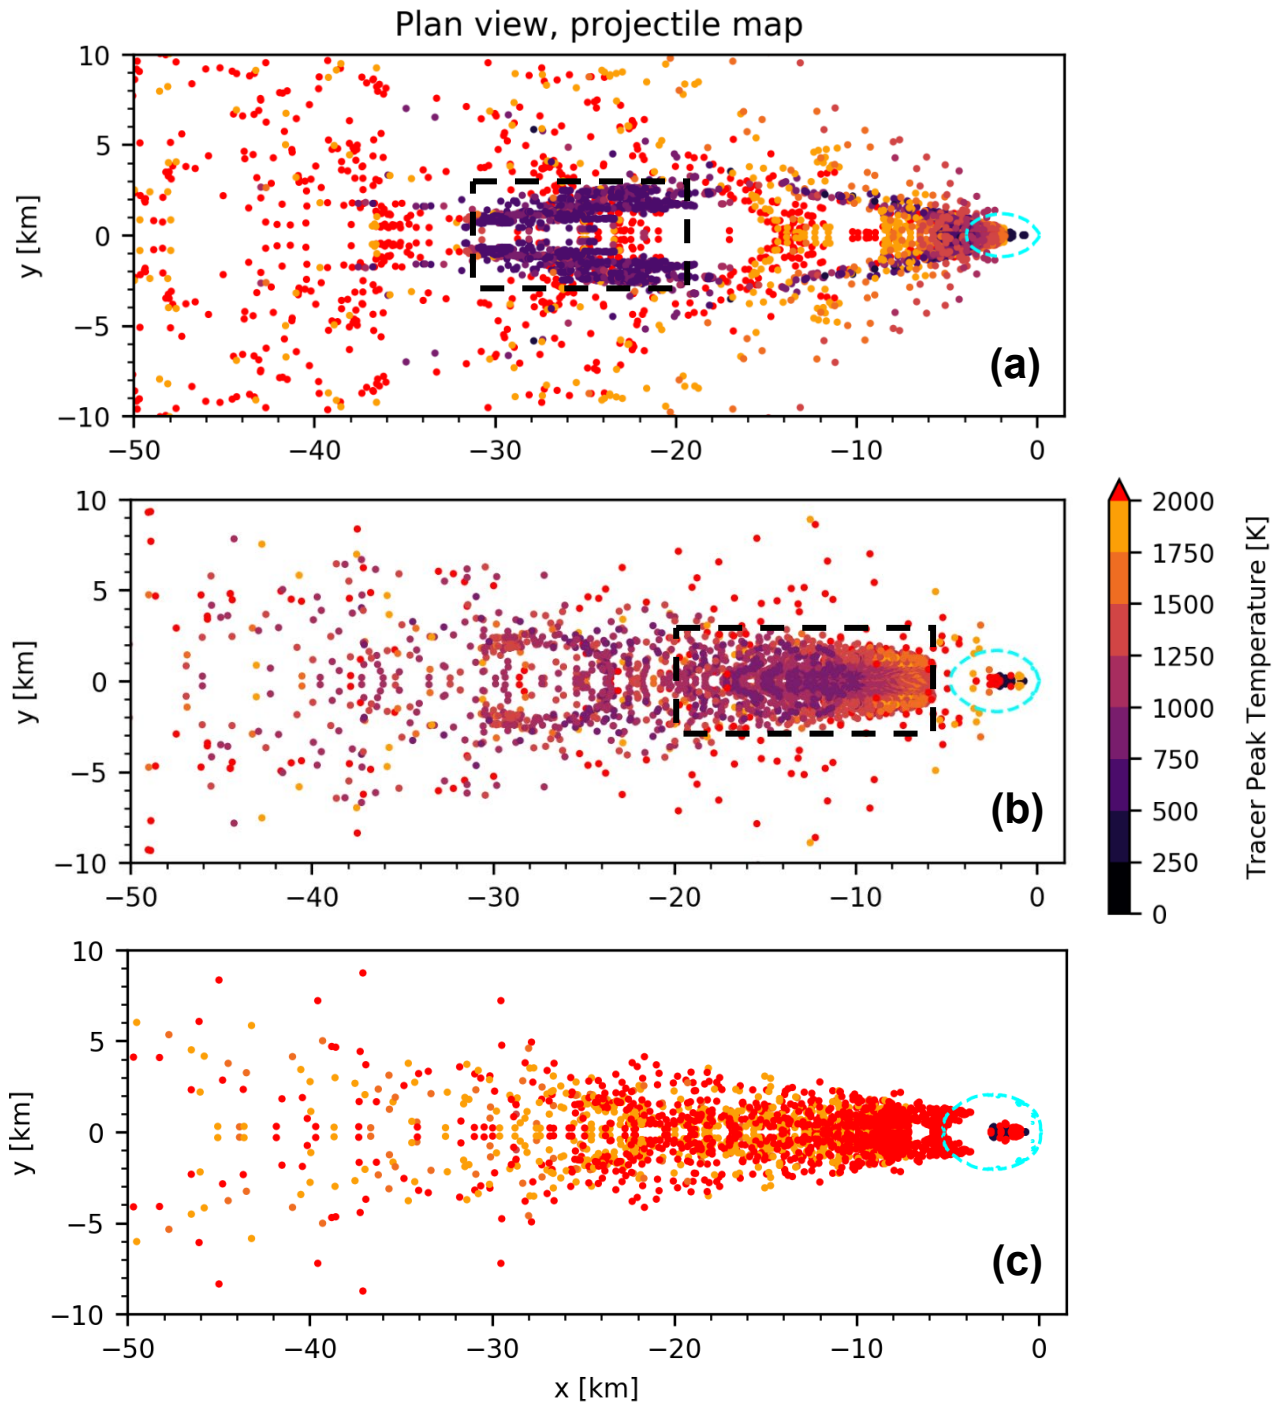 Plan view, projectile map
10
5
0
−5
−10
y [km]
(a)
−50 −40 −30 −20 −10 0
10
5
0
−5
−10
y [km]
(b)
−50 −40 −30 −20 −10 0
2000
1750
1500
1250
1000
750
500
250
0
Tracer Peak Temperature [K]
10
5
0
−5
−10
y [km]
(c)
−50 −40 −30 −20 −10 0
x [km]